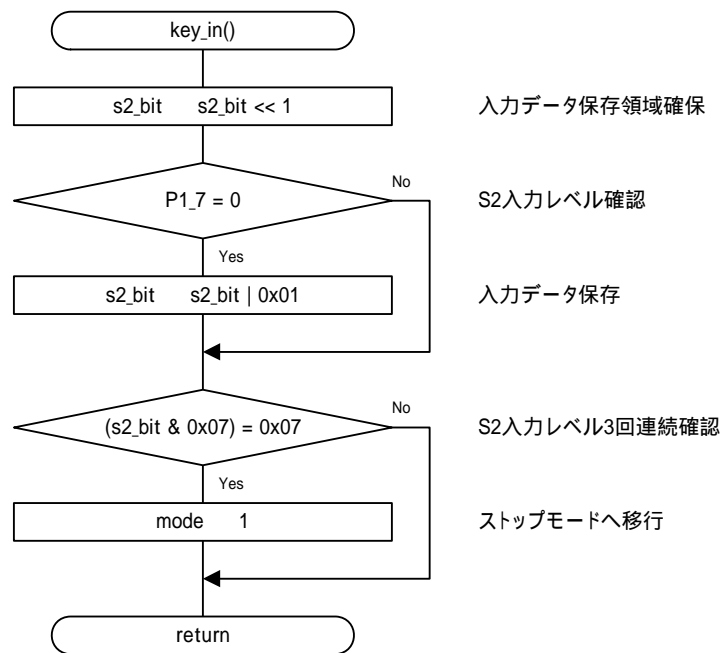 key_in()
s2_bit s2_bit << 1 入力データ保存領域確保
P1_7 = 0 No S2入力レベル確認
Yes
s2_bit s2_bit | 0x01 入力データ保存
(s2_bit & 0x07) = 0x07 No S2入力レベル3回連続確認
Yes
mode 1 ストップモードへ移行
return